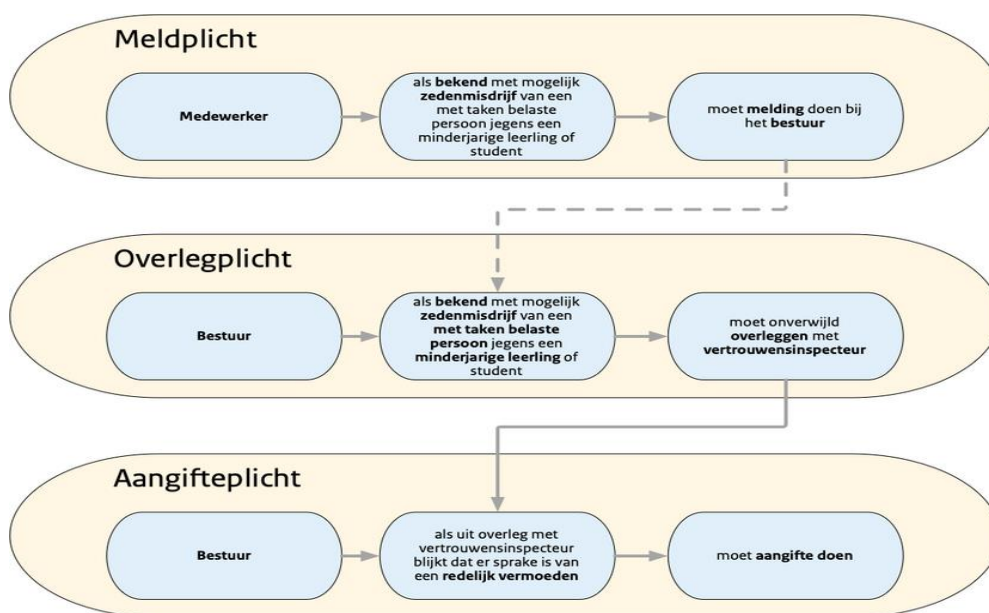 Meldplicht
Medewerker
als bekend met mogelijk
zedenmisdrijf van een
met taken belaste
persoon jegens een
minderjarige leerling of
student
moet melding doen bij
het bestuur
Overlegplicht
Bestuur
als bekend met mogelijk
zedenmisdrijf van een
met taken belaste
persoon jegens een
minderjarige leerling of
student
moet onverwijld
overleggen met
vertrouwensinspecteur
Aangifteplicht
Bestuur
als uit overleg met
vertrouwensinspecteur
blijkt dat er sprake is van
een redelijk vermoeden
moet aangifte doen